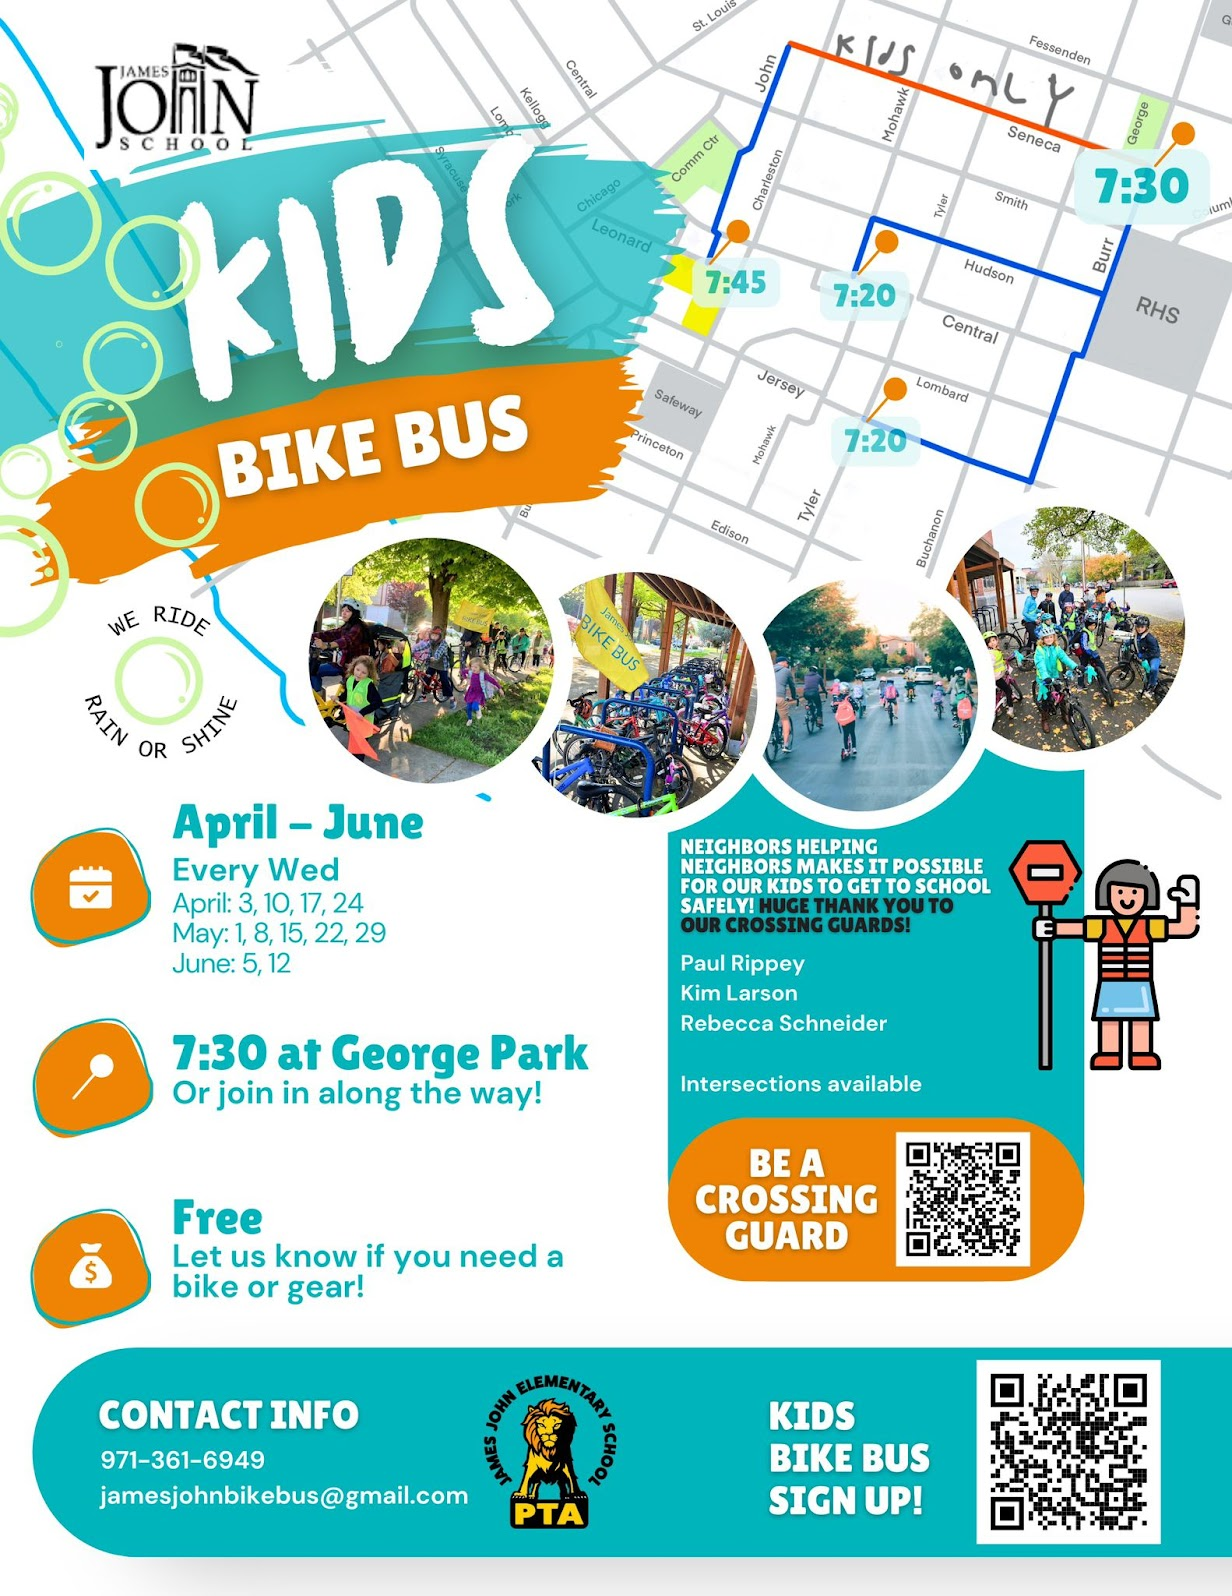 JAMES
JOHN
SCHOOL
KIDS
BIKE BUS
St. Louis
Central
Kellogg
Syracuse
Chicago
Leonard
Comm Ctr
John
KIDS ONLY
Fessenden
Mohawk
Seneca
George
7:30
Charleston
Tyler
Smith
Burr
7:45
7:20
Hudson
RHS
Central
Jersey
Lombard
Safeway
7:20
Princeton
Mohawk
Tyler
Edison
Buchanan
WE RIDE
RAIN OR SHINE
BIKE BUS
James
BIKE BUS
April – June
Every Wed
April: 3, 10, 17, 24
May: 1, 8, 15, 22, 29
June: 5, 12
7:30 at George Park
Or join in along the way!
Free
Let us know if you need a
bike or gear!
NEIGHBORS HELPING
NEIGHBORS MAKES IT POSSIBLE
FOR OUR KIDS TO GET TO SCHOOL
SAFELY! HUGE THANK YOU TO
OUR CROSSING GUARDS!
Paul Rippey
Kim Larson
Rebecca Schneider
Intersections available
BE A
CROSSING
GUARD
CONTACT INFO
971-361-6949
jamesjohnbikebus@gmail.com
JAMES JOHN ELEMENTARY SCHOOL
PTA
KIDS
BIKE BUS
SIGN UP!